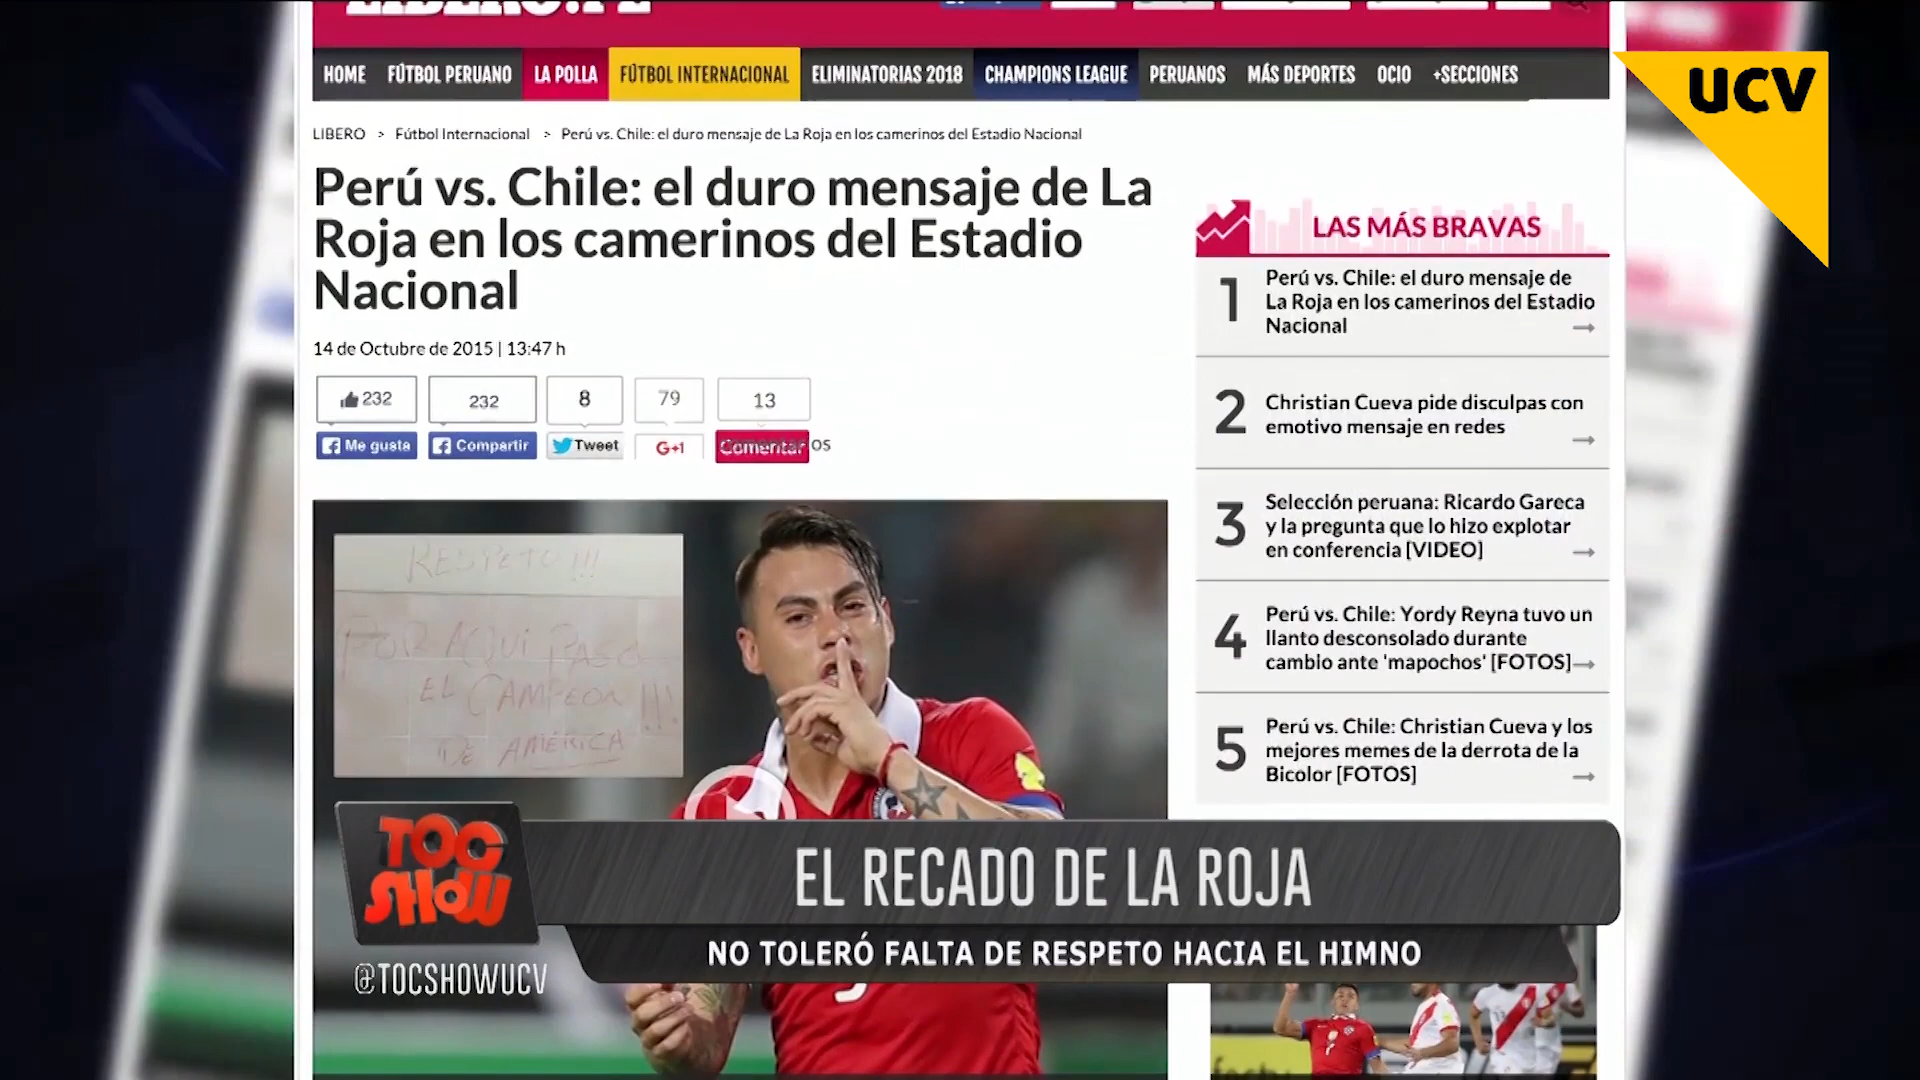 LIBERO.PE
HOME FÚTBOL PERUANO LA POLLA FÚTBOL INTERNACIONAL ELIMINATORIAS 2018 CHAMPIONS LEAGUE PERUANOS MÁS DEPORTES OCIO +SECCIONES
UCV
LIBERO > Fútbol Internacional > Perú vs. Chile: el duro mensaje de La Roja en los camerinos del Estadio Nacional
Perú vs. Chile: el duro mensaje de La
Roja en los camerinos del Estadio
Nacional
14 de Octubre de 2015 | 13:47 h
232 232 8 79 13
Me gusta Compartir Tweet G+1 Comentar
LAS MÁS BRAVAS
1 Perú vs. Chile: el duro mensaje de
La Roja en los camerinos del Estadio
Nacional
2 Christian Cueva pide disculpas con
emotivo mensaje en redes
3 Selección peruana: Ricardo Gareca
y la pregunta que lo hizo explotar
en conferencia [VIDEO]
4 Perú vs. Chile: Yordy Reyna tuvo un
llanto desconsolado durante
cambio ante 'mapochos' [FOTOS]
5 Perú vs. Chile: Christian Cueva y los
mejores memes de la derrota de la
Bicolor [FOTOS]
RESPETO!!!
POR AQUI PASO
EL CAMPEON !!!
DE AMÉRICA
TOC
SHOW
EL RECADO DE LA ROJA
NO TOLERÓ FALTA DE RESPETO HACIA EL HIMNO
@TOCSHOWUCV